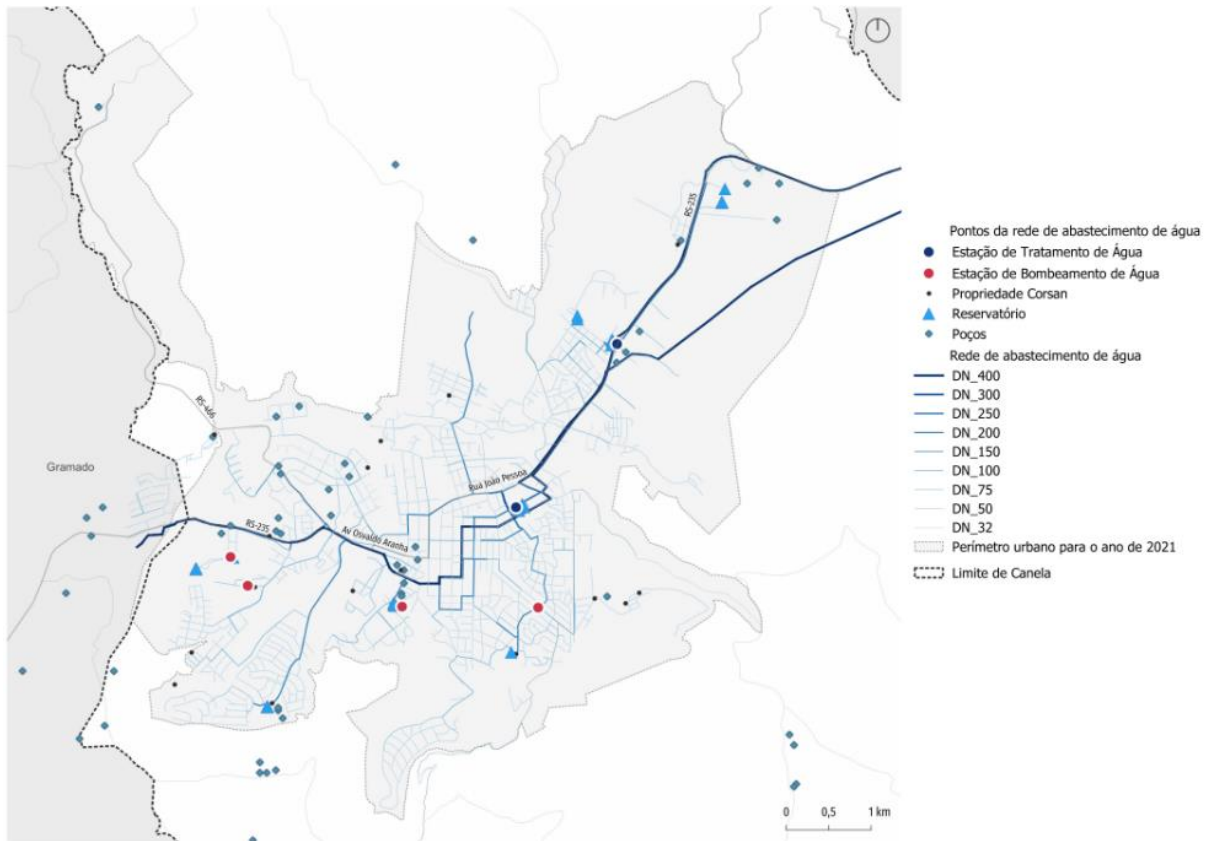 RS-235
RS-466
Gramado
Rua João Pessoa
RS-235
Av Osvaldo Aranha
0 0,5 1 km
Pontos da rede de abastecimento de água
Estação de Tratamento de Água
Estação de Bombeamento de Água
Propriedade Corsan
Reservatório
Poços
Rede de abastecimento de água
DN_400
DN_300
DN_250
DN_200
DN_150
DN_100
DN_75
DN_50
DN_32
Perímetro urbano para o ano de 2021
Limite de Canela